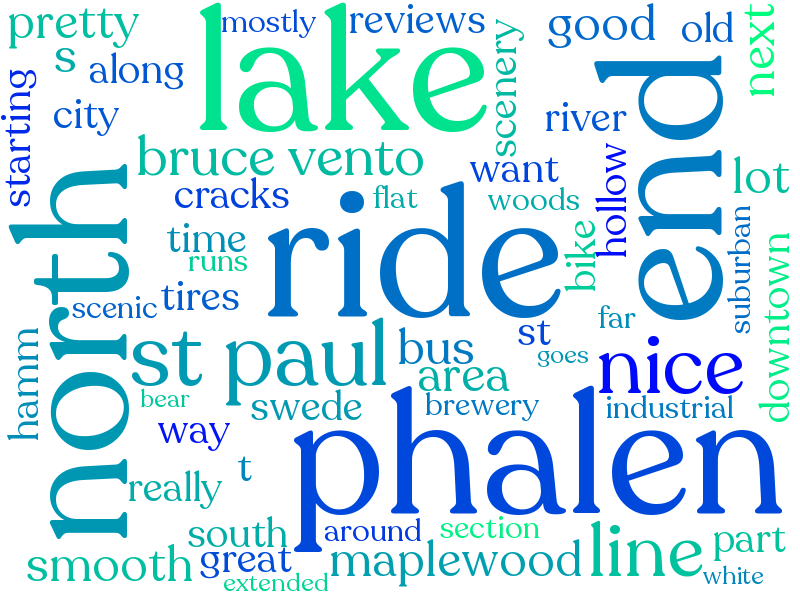 pretty
mostly
reviews
good
old
next
s
along
lake
scenery
end
starting
city
river
bruce vento
want
hollow
lot
cracks
flat
woods
north
ride
bike
suburban
time
runs
downtown
scenic
tires
far
st
hamm
st paul
bus
goes
nice
area
bear
swede
brewery
industrial
way
phalen
t
really
south
around
section
line
part
smooth
great
maplewood
white
extended